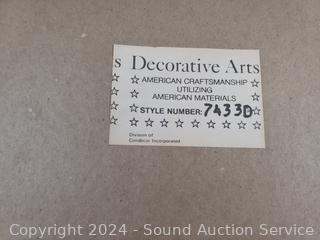 s Decorative Arts
AMERICAN CRAFTSMANSHIP
UTILIZING
AMERICAN MATERIALS
STYLE NUMBER: 7433D
Division of
Condecor Incorporated
Copyright 2024 - Sound Auction Service